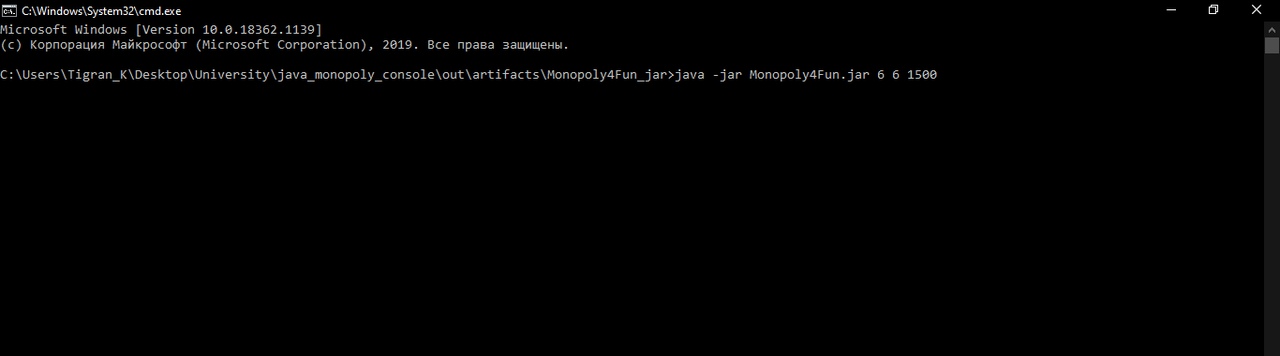 C:\Windows\System32\cmd.exe
Microsoft Windows [Version 10.0.18362.1139]
(c) Корпорация Майкрософт (Microsoft Corporation), 2019. Все права защищены.
C:\Users\Tigran_K\Desktop\University\java_monopoly_console\out\artifacts\Monopoly4Fun_jar>java -jar Monopoly4Fun.jar 6 6 1500